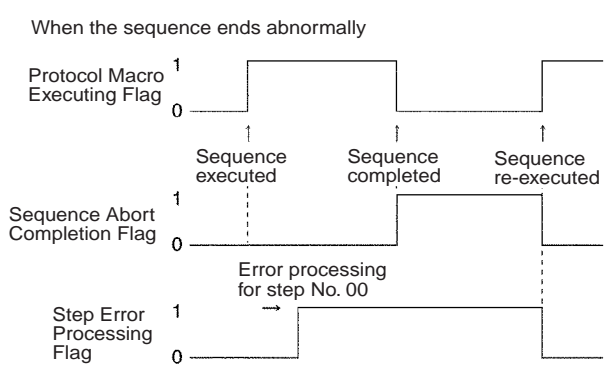 When the sequence ends abnormally
Protocol Macro
Executing Flag
1
0
Sequence
executed
Sequence
completed
Sequence
re-executed
Sequence Abort
Completion Flag
1
0
Error processing
for step No. 00
Step Error
Processing
Flag
1
0